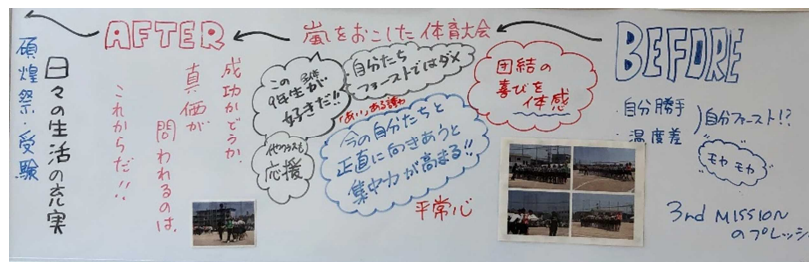 BEFORE
・自分勝手
・温度差
自分ファースト!?
モヤモヤ
3rd MISSION
のプレッシ
嵐をおこした体育大会
団結の
喜びを
体感
自分たち
ファーストではダメ
この
9年生が
好きだ!!
今の自分たちと
正直に向きあうと
集中力が高まる!!
他クラスも
応援
平常心
AFTER
成功かどうか、
真価が
問われるのは、
これからだ!!
日々の生活の充実
碩煌祭・受験